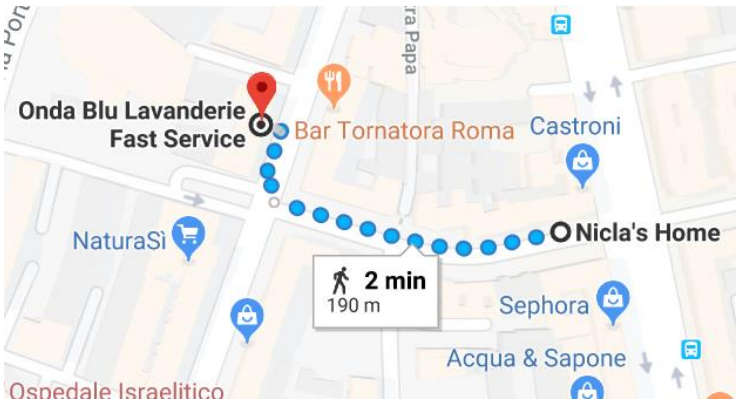 Onda Blu Lavanderie
Fast Service
Bar Tornatora Roma
Castroni
Nicla's Home
NaturaSì
2 min
190 m
Sephora
Acqua & Sapone
Ospedale Israelitico